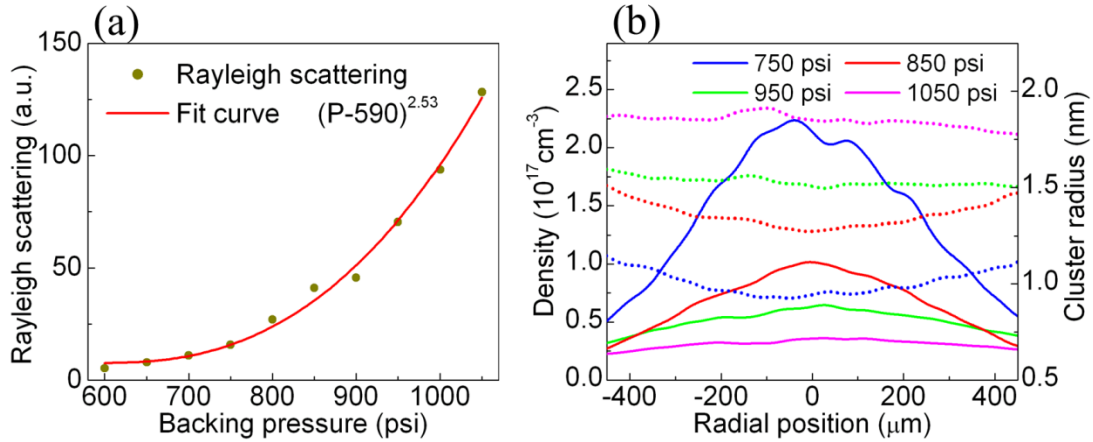 (a)
150
100
50
0
Rayleigh scattering (a.u.)
Rayleigh scattering
Fit curve (P-590)^2.53
600 700 800 900 1000
Backing pressure (psi)
(b)
2.5
2.0
1.5
1.0
0.5
0.0
Density (10^17cm^-3)
750 psi 850 psi
950 psi 1050 psi
2.0
1.5
1.0
0.5
Cluster radius (nm)
-400 -200 0 200 400
Radial position (μm)